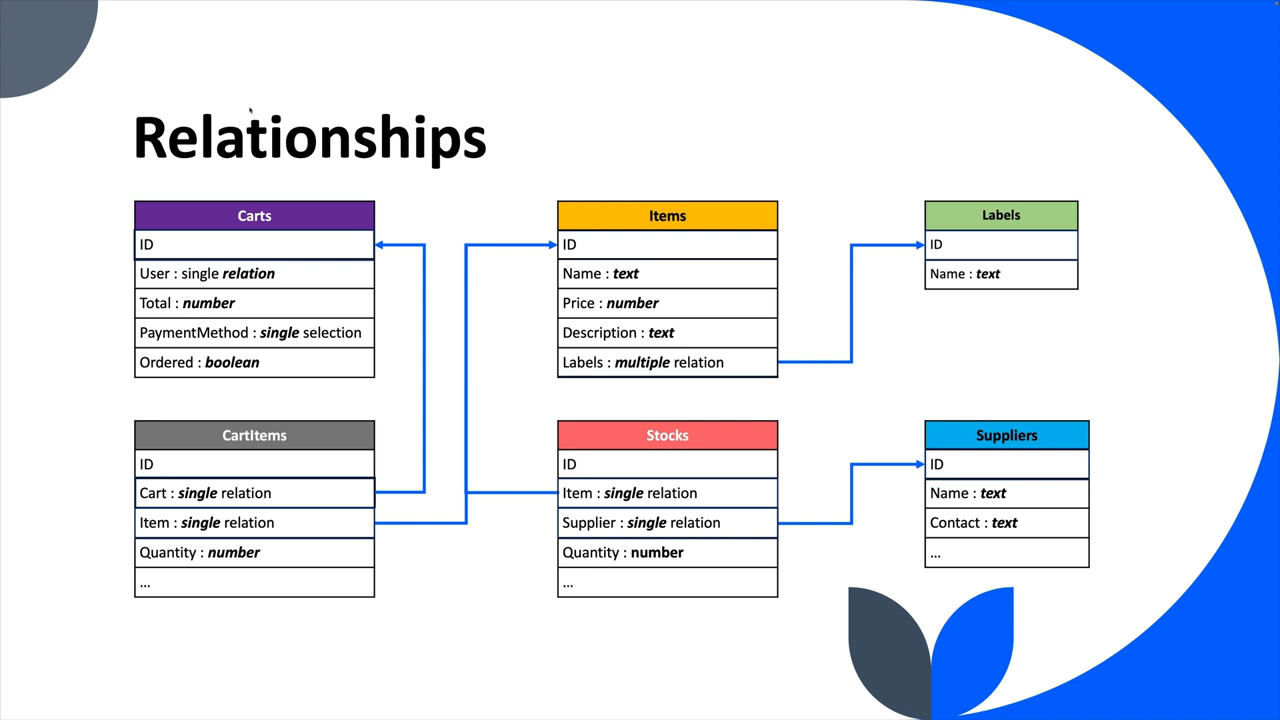 Relationships
Carts
ID
User : single relation
Total : number
PaymentMethod : single selection
Ordered : boolean
Items
ID
Name : text
Price : number
Description : text
Labels : multiple relation
Labels
ID
Name : text
CartItems
ID
Cart : single relation
Item : single relation
Quantity : number
...
Stocks
ID
Item : single relation
Supplier : single relation
Quantity : number
...
Suppliers
ID
Name : text
Contact : text
...